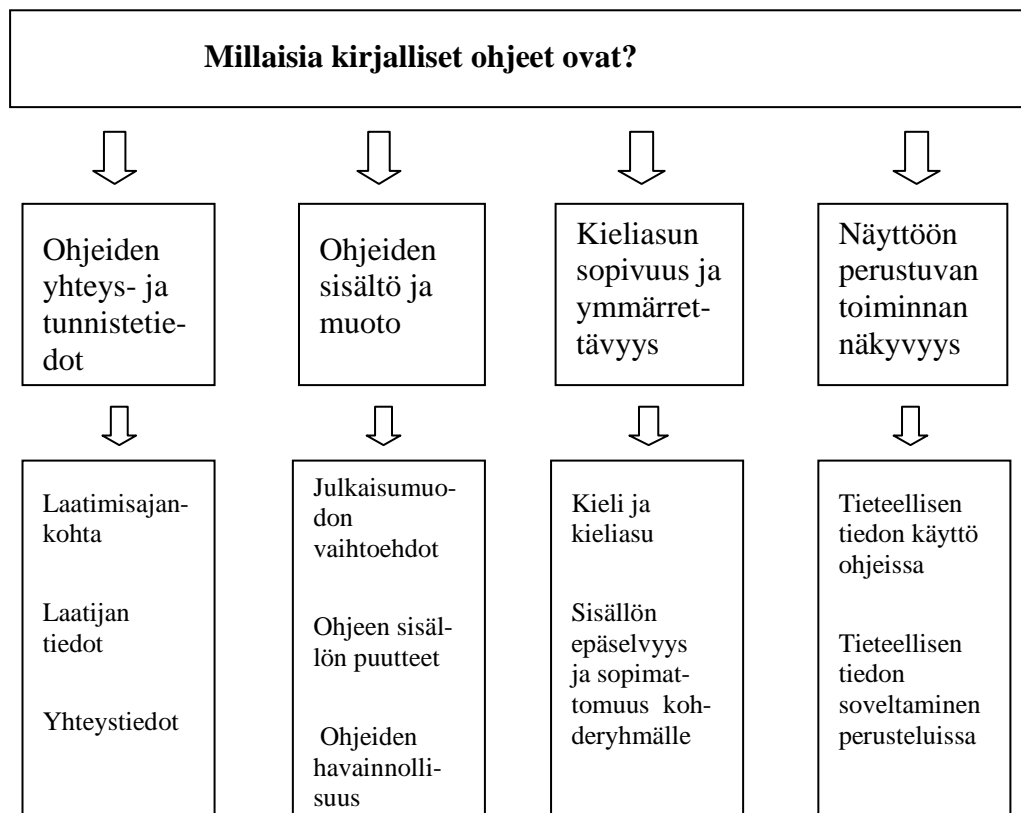 Millaisia kirjalliset ohjeet ovat?
Ohjeiden
yhteys- ja
tunnistetie-
dot
Ohjeiden
sisältö ja
muoto
Kieliasun
sopivuus ja
ymmärret-
tävyys
Näyttöön
perustuvan
toiminnan
näkyvyys
Laatimisajan-
kohta
Laatijan
tiedot
Yhteystiedot
Julkaisumuo-
don
vaihtoehdot
Ohjeen sisäl-
lön puutteet
Ohjeiden
havainnolli-
suus
Kieli ja
kieliasu
Sisällön
epäselvyys
ja sopimat-
tomuus koh-
deryhmälle
Tieteellisen
tiedon käyttö
ohjeissa
Tieteellisen
tiedon
soveltaminen
perusteluissa